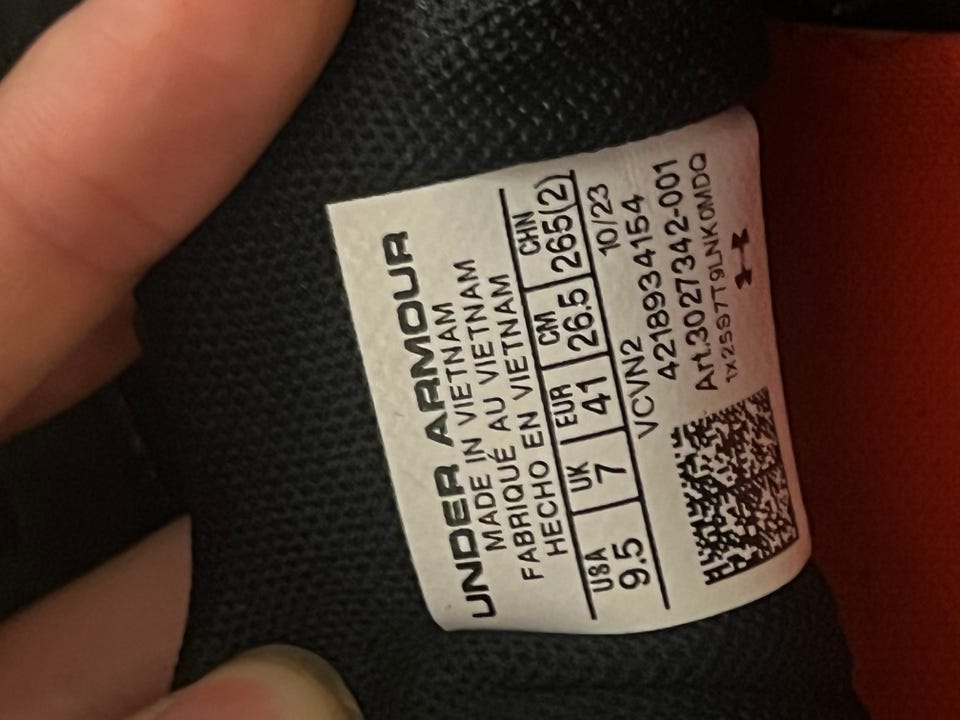 UNDER ARMOUR
MADE IN VIETNAM
FABRIQUÉ AU VIETNAM
HECHO EN VIETNAM
USA UK EUR CM CHN
9.5 7 41 26.5 265(2)
VCVN2 10/23
4218934154
Art.3027342-001
1x2S97T9LNK0MDQ